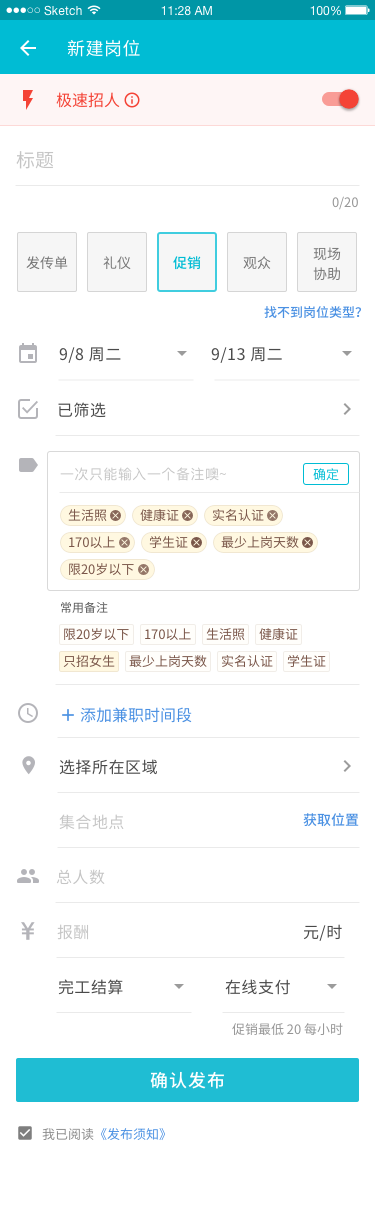 Sketch 11:28 AM 100%
新建岗位
极速招人
标题
0/20
发传单 礼仪 促销 观众 现场
协助
找不到岗位类型?
9/8 周二 9/13 周二
已筛选
一次只能输入一个备注噢~ 确定
生活照 健康证 实名认证
170以上 学生证 最少上岗天数
限20岁以下
常用备注
限20岁以下 170以上 生活照 健康证
只招女生 最少上岗天数 实名认证 学生证
+ 添加兼职时间段
选择所在区域
集合地点 获取位置
总人数
¥ 报酬 元/时
完工结算 在线支付
促销最低 20 每小时
确认发布
我已阅读《发布须知》